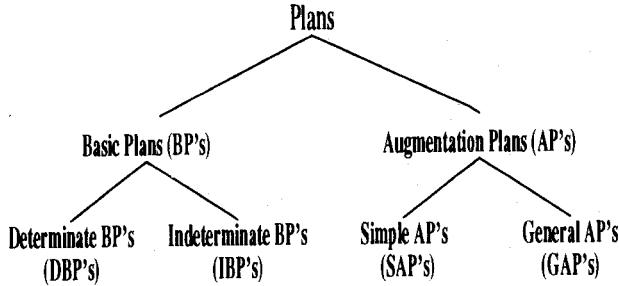 Plans
Basic Plans (BP's)
Augmentation Plans (AP's)
Determinate BP's
(DBP's)
Indeterminate BP's
(IBP's)
Simple AP's
(SAP's)
General AP's
(GAP's)